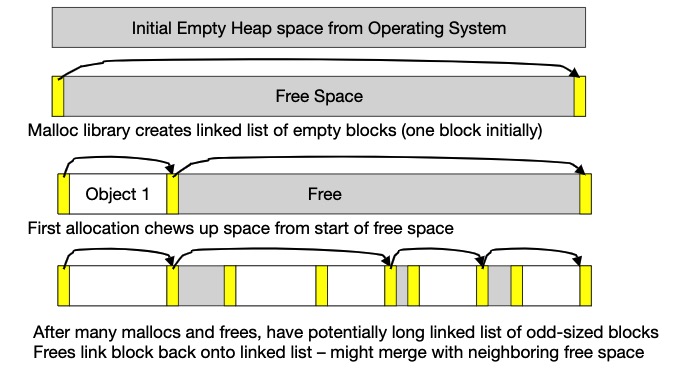 Initial Empty Heap space from Operating System
Free Space
Malloc library creates linked list of empty blocks (one block initially)
Object 1
Free
First allocation chews up space from start of free space
After many mallocs and frees, have potentially long linked list of odd-sized blocks
Frees link block back onto linked list – might merge with neighboring free space